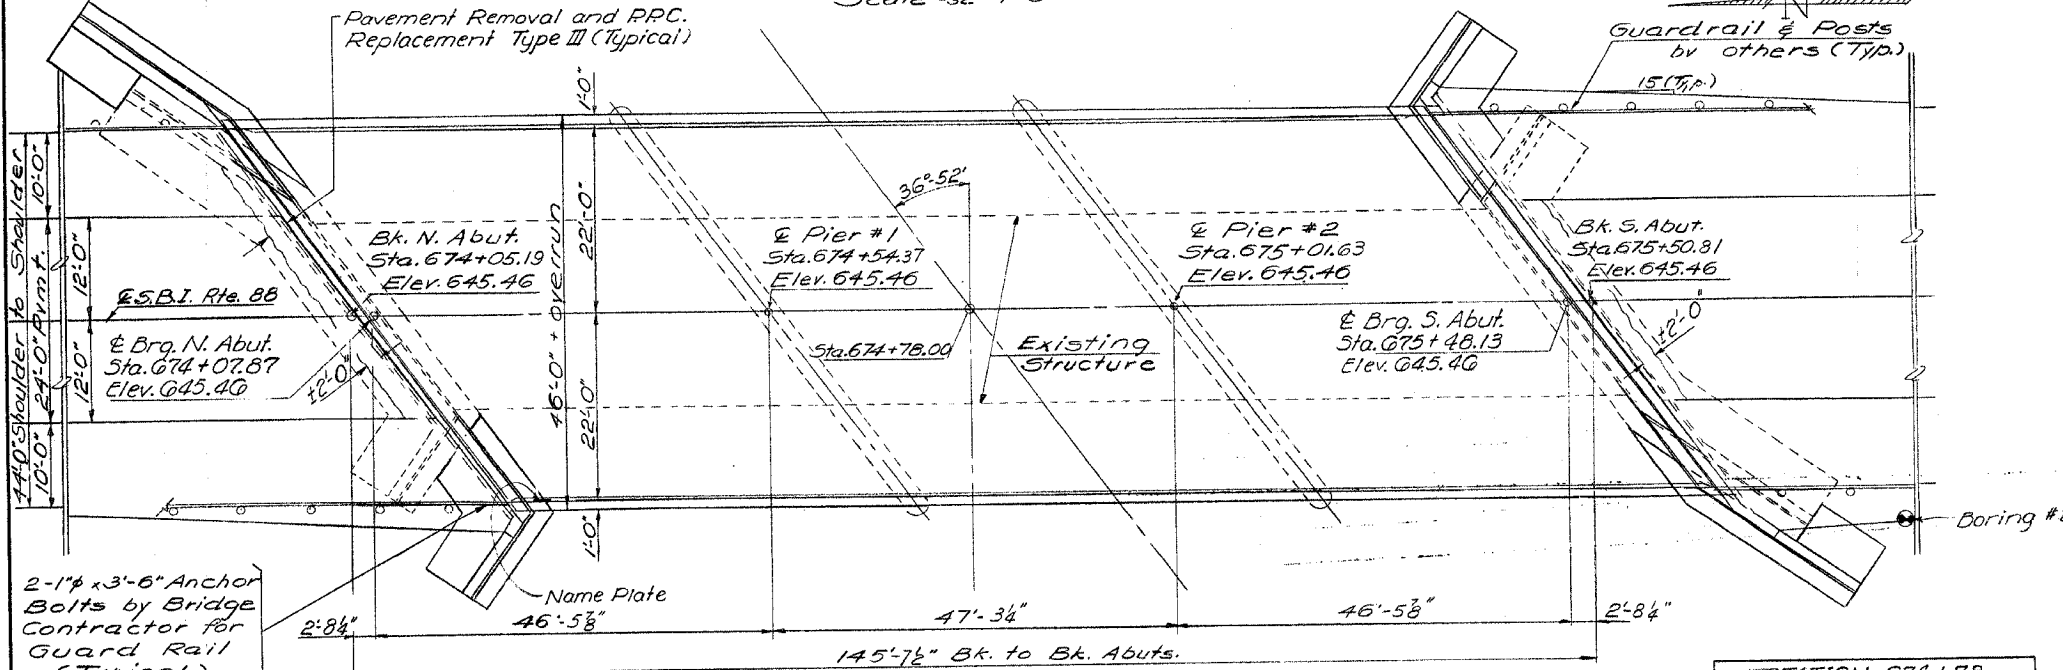 Pavement Removal and P.P.C.
Replacement Type III (Typical)
Guardrail & Posts
by others (Typ.)
15 (Typ.)
N
1'-0"
36°-52'
44'-0" Shoulder to Shoulder
10'-0"
24'-0" Pvm't.
10'-0"
12'-0"
12'-0"
Bk. N. Abut.
Sta. 674+05.19
Elev. 645.46
46'-0" + overrun
22'-0"
22'-0"
1'-0"
℄ Pier #1
Sta. 674+54.37
Elev. 645.46
℄ Pier #2
Sta. 675+01.63
Elev. 645.46
Bk. S. Abut.
Sta. 675+50.81
Elev. 645.46
℄ S.B.I. Rte. 88
℄ Brg. N. Abut.
Sta. 674+07.87
Elev. 645.46
±2'-0"
Sta. 674+78.00
Existing
Structure
℄ Brg. S. Abut.
Sta. 675+48.13
Elev. 645.46
±2'-0"
Boring
2-1"φ x 3'-6" Anchor
Bolts by Bridge
Contractor for
Guard Rail
(Typical)
Name Plate
2'-8¼"
46'-5⅞"
47'-3¼"
46'-5⅞"
2'-8¼"
145'-7½" Bk. to Bk. Abuts.